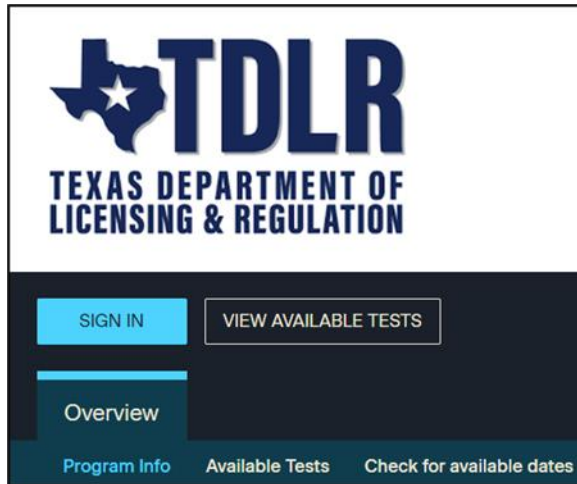 TDLR
TEXAS DEPARTMENT OF
LICENSING & REGULATION
SIGN IN VIEW AVAILABLE TESTS
Overview
Program Info Available Tests Check for available dates